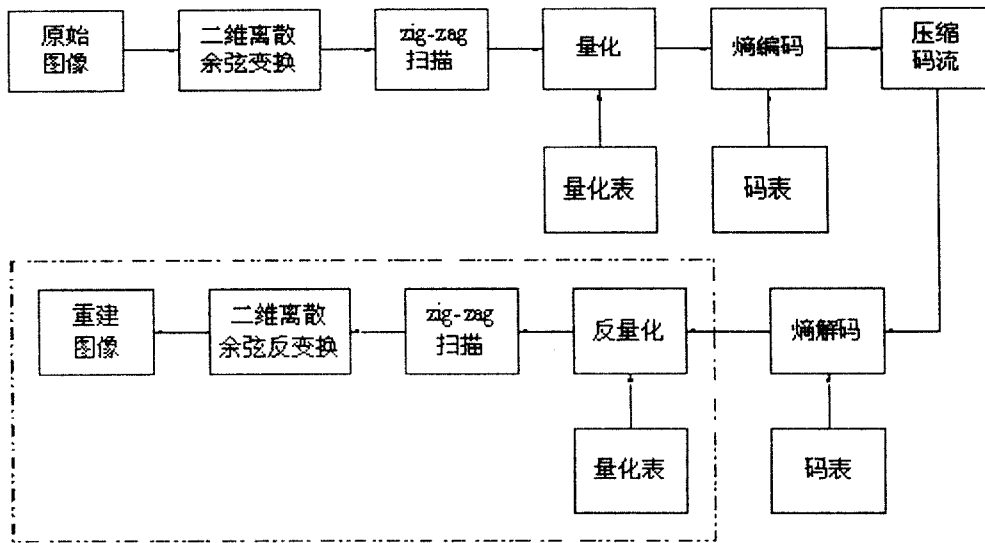 原始
图像
二维离散
余弦变换
zig-zag
扫描
量化
熵编码
压缩
码流
量化表
码表
重建
图像
二维离散
余弦反变换
zig-zag
扫描
反量化
熵解码
量化表
码表